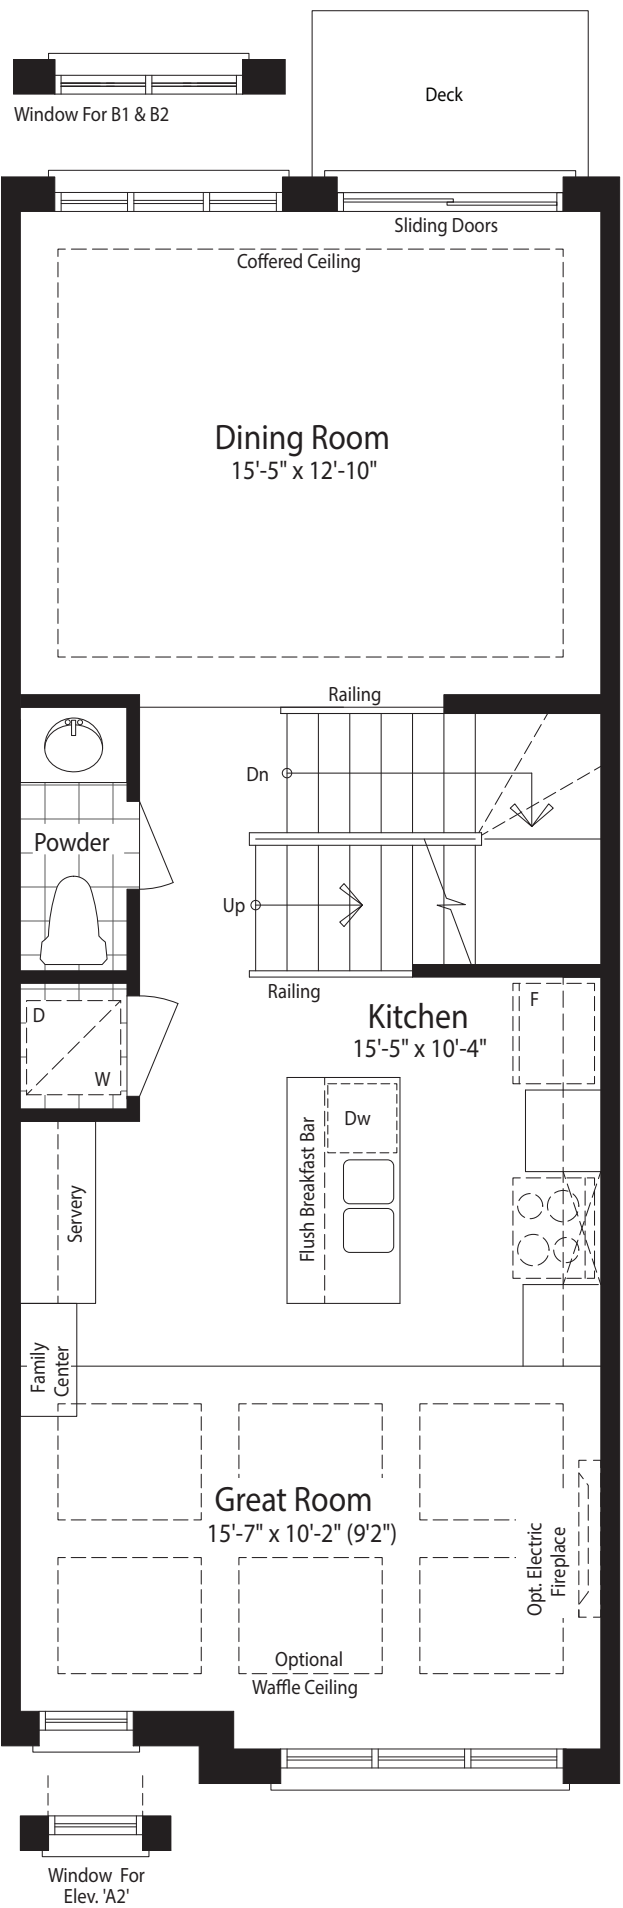 Deck
Window For B1 & B2
Sliding Doors
Coffered Ceiling
Dining Room
15'-5" x 12'-10"
Railing
Dn
Powder
Up
Railing
F
Kitchen
15'-5" x 10'-4"
D
W
Dw
Flush Breakfast Bar
Servery
Family
Center
Great Room
15'-7" x 10'-2" (9'2")
Opt. Electric
Fireplace
Optional
Waffle Ceiling
Window For
Elev. 'A2'